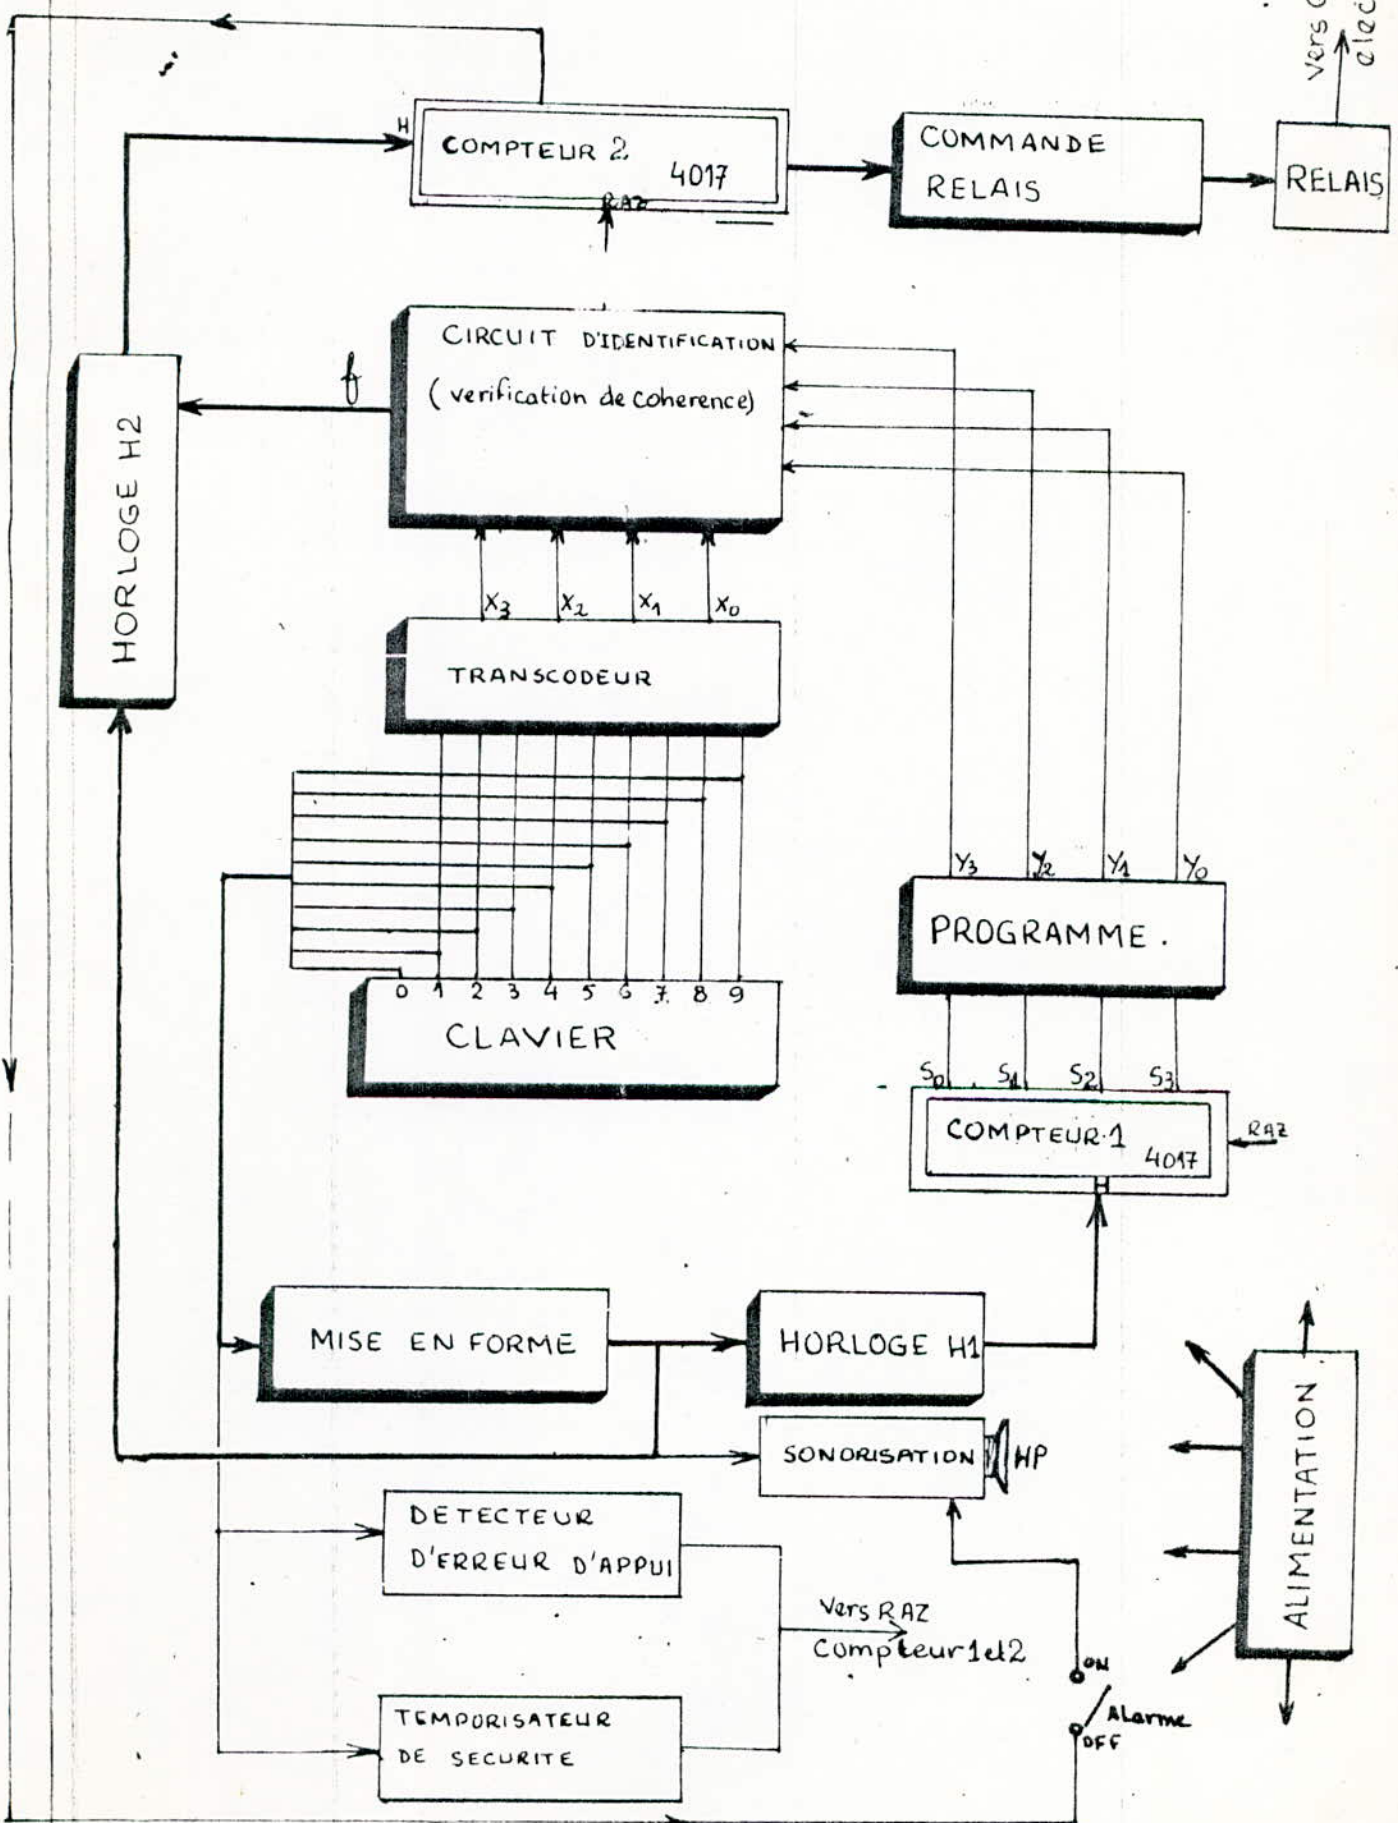 Vers
H
COMPTEUR 2
4017
RAZ
COMMANDE
RELAIS
RELAIS
CIRCUIT D'IDENTIFICATION
(verification de coherence)
f
HORLOGE H2
X3 X2 X1 X0
TRANSCODEUR
Y3 Y2 Y1 Y0
PROGRAMME.
0 1 2 3 4 5 6 7. 8 9
CLAVIER
S0 S1 S2 S3
COMPTEUR.1
4017
RAZ
H
MISE EN FORME
HORLOGE H1
SONORISATION
HP
ALIMENTATION
DETECTEUR
D'ERREUR D'APPUI
Vers RAZ
Compteur 1 et 2
TEMPORISATEUR
DE SECURITE
ON
Alarme
OFF